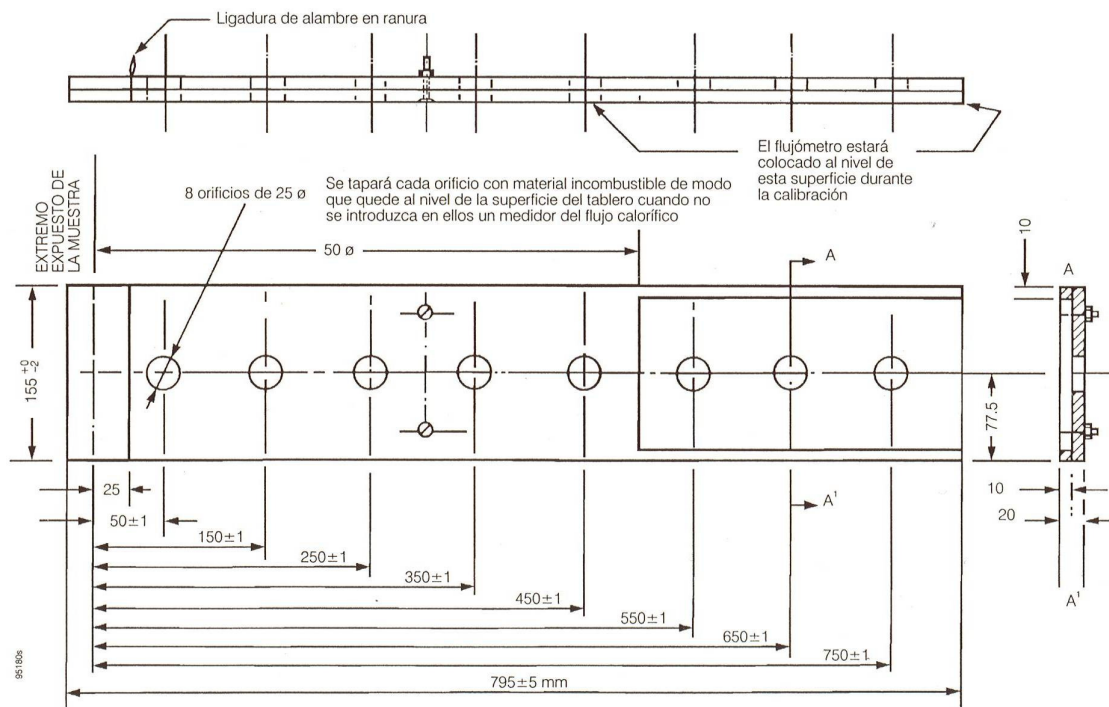 Ligadura de alambre en ranura
El flujómetro estará
colocado al nivel de
esta superficie durante
la calibración
EXTREMO
EXPUESTO DE
LA MUESTRA
8 orificios de 25 ø
Se tapará cada orificio con material incombustible de modo
que quede al nivel de la superficie del tablero cuando no
se introduzca en ellos un medidor del flujo calorífico
50 ø
A
10
A
155 +0 -2
77.5
25
50±1
A¹
10
20
150±1
250±1
350±1
450±1
550±1
650±1
750±1
A¹
795±5 mm
95180s